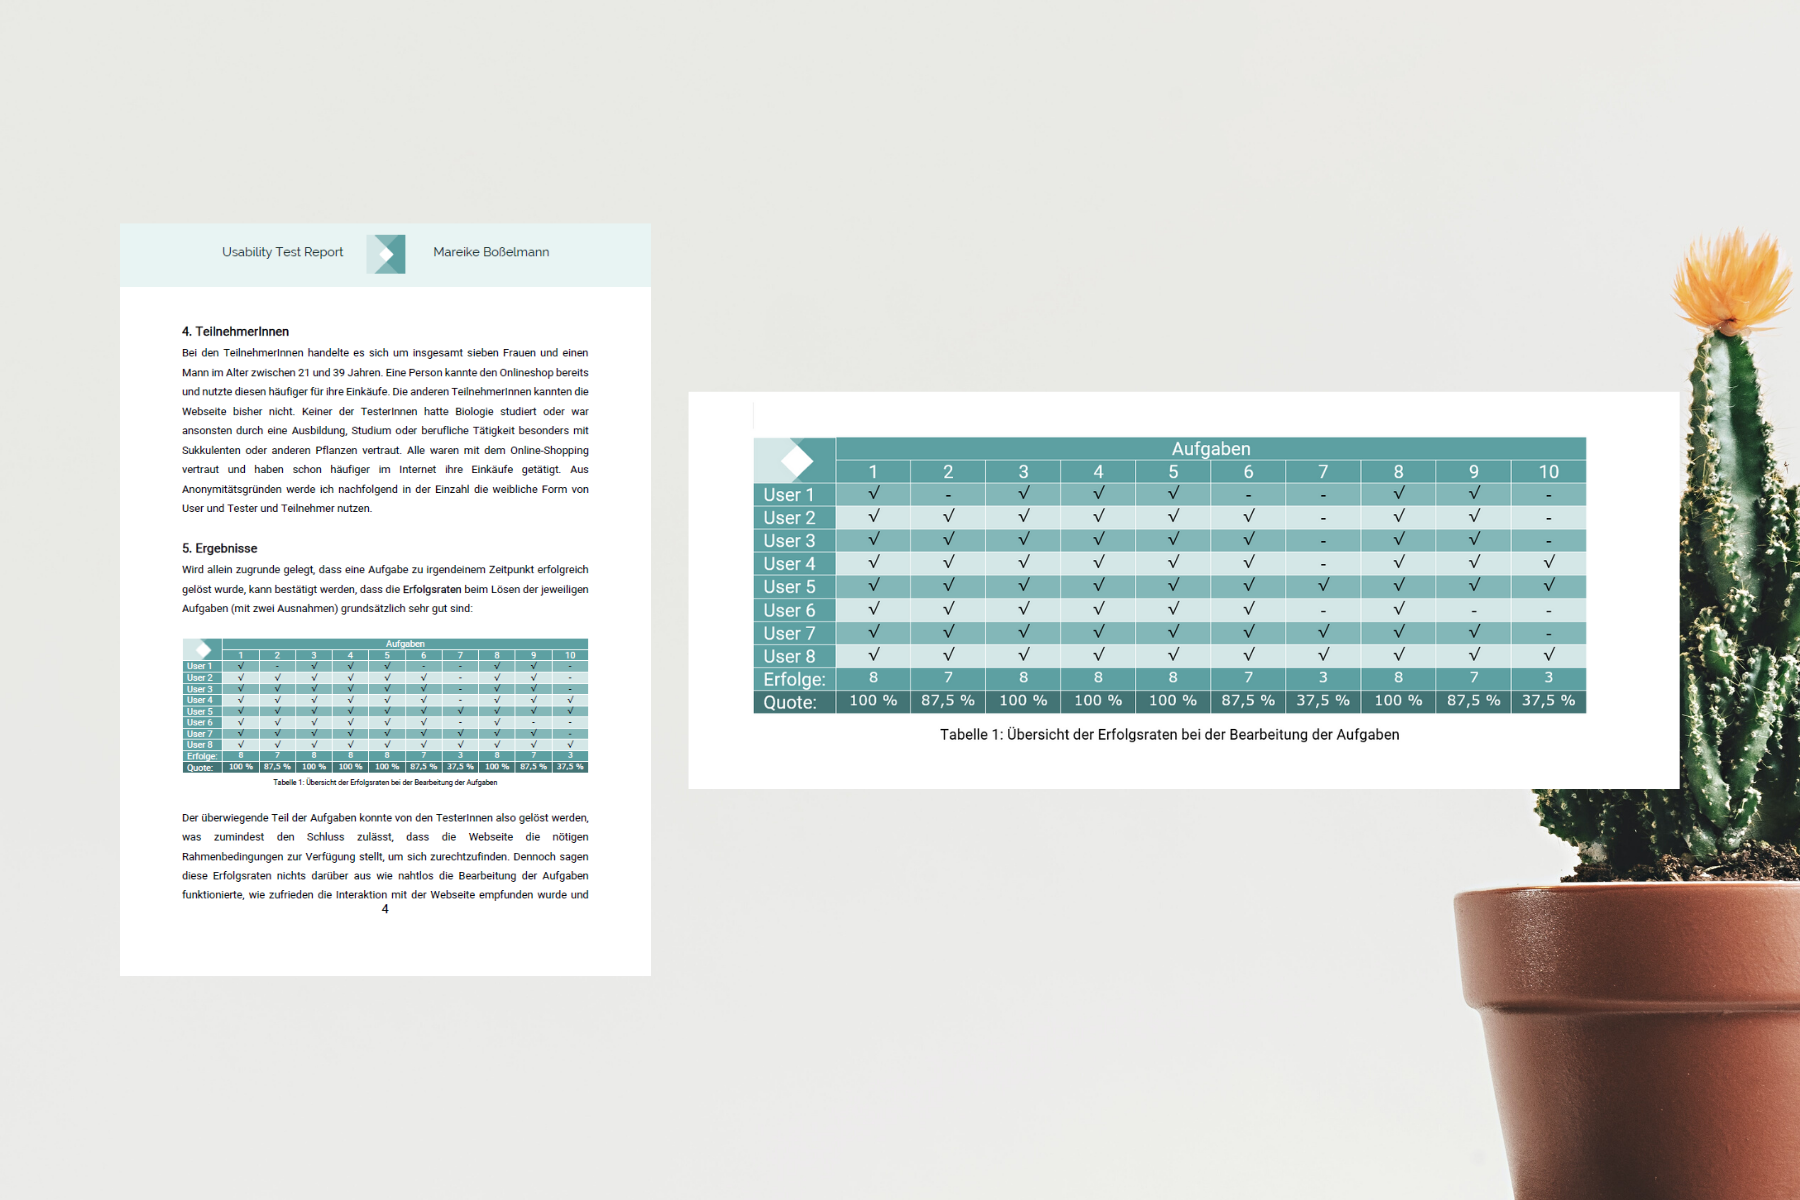 Usability Test Report Mareike Boßelmann
4. TeilnehmerInnen
Bei den TeilnehmerInnen handelte es sich um insgesamt sieben Frauen und einen
Mann im Alter zwischen 21 und 39 Jahren. Eine Person kannte den Onlineshop bereits
und nutzte diesen häufiger für ihre Einkäufe. Die anderen TeilnehmerInnen kannten die
Webseite bisher nicht. Keiner der TesterInnen hatte Biologie studiert oder war
ansonsten durch eine Ausbildung, Studium oder berufliche Tätigkeit besonders mit
Sukkulenten oder anderen Pflanzen vertraut. Alle waren mit dem Online-Shopping
vertraut und haben schon häufiger im Internet ihre Einkäufe getätigt. Aus
Anonymitätsgründen werde ich nachfolgend in der Einzahl die weibliche Form von
User und Tester und Teilnehmer nutzen.
5. Ergebnisse
Wird allein zugrunde gelegt, dass eine Aufgabe zu irgendeinem Zeitpunkt erfolgreich
gelöst wurde, kann bestätigt werden, dass die Erfolgsraten beim Lösen der jeweiligen
Aufgaben (mit zwei Ausnahmen) grundsätzlich sehr gut sind:
Aufgaben
1 2 3 4 5 6 7 8 9 10
User 1 √ - √ √ √ - - √ √ -
User 2 √ √ √ √ √ √ - √ √ -
User 3 √ √ √ √ √ √ - √ √ -
User 4 √ √ √ √ √ √ - √ √ √
User 5 √ √ √ √ √ √ √ √ √ √
User 6 √ √ √ √ √ √ - √ - -
User 7 √ √ √ √ √ √ √ √ √ -
User 8 √ √ √ √ √ √ √ √ √ √
Erfolge: 8 7 8 8 8 7 3 8 7 3
Quote: 100 % 87,5 % 100 % 100 % 100 % 87,5 % 37,5 % 100 % 87,5 % 37,5 %
Tabelle 1: Übersicht der Erfolgsraten bei der Bearbeitung der Aufgaben
Der überwiegende Teil der Aufgaben konnte von den TesterInnen also gelöst werden,
was zumindest den Schluss zulässt, dass die Webseite die nötigen
Rahmenbedingungen zur Verfügung stellt, um sich zurechtzufinden. Dennoch sagen
diese Erfolgsraten nichts darüber aus wie nahtlos die Bearbeitung der Aufgaben
funktionierte, wie zufrieden die Interaktion mit der Webseite empfunden wurde und
4
Aufgaben
1 2 3 4 5 6 7 8 9 10
User 1 √ - √ √ √ - - √ √ -
User 2 √ √ √ √ √ √ - √ √ -
User 3 √ √ √ √ √ √ - √ √ -
User 4 √ √ √ √ √ √ - √ √ √
User 5 √ √ √ √ √ √ √ √ √ √
User 6 √ √ √ √ √ √ - √ - -
User 7 √ √ √ √ √ √ √ √ √ -
User 8 √ √ √ √ √ √ √ √ √ √
Erfolge: 8 7 8 8 8 7 3 8 7 3
Quote: 100 % 87,5 % 100 % 100 % 100 % 87,5 % 37,5 % 100 % 87,5 % 37,5 %
Tabelle 1: Übersicht der Erfolgsraten bei der Bearbeitung der Aufgaben